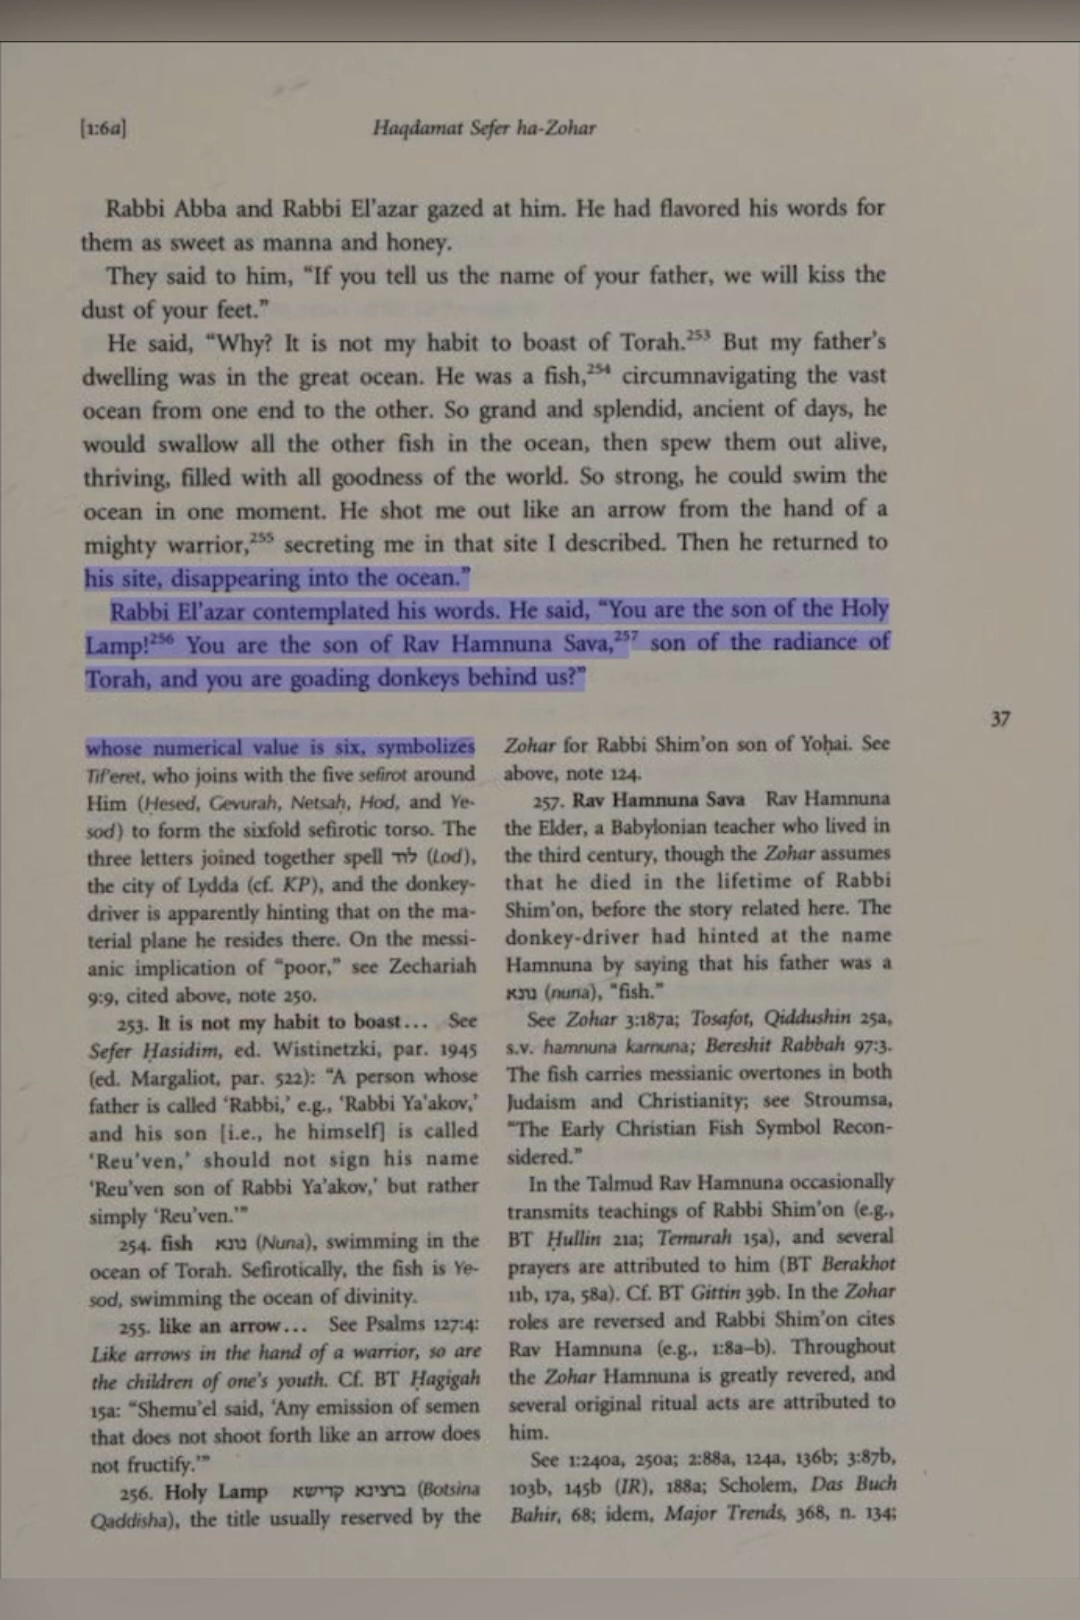 [1:6a]
Haqdamat Sefer ha-Zohar
Rabbi Abba and Rabbi El'azar gazed at him. He had flavored his words for
them as sweet as manna and honey.
They said to him, “If you tell us the name of your father, we will kiss the
dust of your feet.”
He said, “Why? It is not my habit to boast of Torah.253 But my father's
dwelling was in the great ocean. He was a fish,254 circumnavigating the vast
ocean from one end to the other. So grand and splendid, ancient of days, he
would swallow all the other fish in the ocean, then spew them out alive,
thriving, filled with all goodness of the world. So strong, he could swim the
ocean in one moment. He shot me out like an arrow from the hand of a
mighty warrior,255 secreting me in that site I described. Then he returned to
his site, disappearing into the ocean.”
Rabbi El'azar contemplated his words. He said, “You are the son of the Holy
Lamp!256 You are the son of Rav Hamnuna Sava,257 son of the radiance of
Torah, and you are goading donkeys behind us?”
37
whose numerical value is six, symbolizes
Tif'eret, who joins with the five sefirot around
Him (Ḥesed, Gevurah, Netsaḥ, Hod, and Ye-
sod) to form the sixfold sefirotic torso. The
three letters joined together spell לוד (Lod),
the city of Lydda (cf. KP), and the donkey-
driver is apparently hinting that on the ma-
terial plane he resides there. On the messi-
anic implication of “poor,” see Zechariah
9:9, cited above, note 250.
253. It is not my habit to boast... See
Sefer Ḥasidim, ed. Wistinetzki, par. 1945
(ed. Margaliot, par. 522): “A person whose
father is called ‘Rabbi,’ e.g., ‘Rabbi Ya'akov,’
and his son [i.e., he himself] is called
‘Reu'ven,’ should not sign his name
‘Reu'ven son of Rabbi Ya'akov,’ but rather
simply ‘Reu'ven.’”
254. fish נונא (Nuna), swimming in the
ocean of Torah. Sefirotically, the fish is Ye-
sod, swimming the ocean of divinity.
255. like an arrow... See Psalms 127:4:
Like arrows in the hand of a warrior, so are
the children of one's youth. Cf. BT Ḥagigah
15a: “Shemu'el said, ‘Any emission of semen
that does not shoot forth like an arrow does
not fructify.’”
256. Holy Lamp בוצינא קדישא (Botsina
Qaddisha), the title usually reserved by the
Zohar for Rabbi Shim'on son of Yoḥai. See
above, note 124.
257. Rav Hamnuna Sava Rav Hamnuna
the Elder, a Babylonian teacher who lived in
the third century, though the Zohar assumes
that he died in the lifetime of Rabbi
Shim'on, before the story related here. The
donkey-driver had hinted at the name
Hamnuna by saying that his father was a
נונא (nuna), “fish.”
See Zohar 3:187a; Tosafot, Qiddushin 25a,
s.v. hamnuna karnuna; Bereshit Rabbah 97:3.
The fish carries messianic overtones in both
Judaism and Christianity; see Stroumsa,
“The Early Christian Fish Symbol Recon-
sidered.”
In the Talmud Rav Hamnuna occasionally
transmits teachings of Rabbi Shim'on (e.g.,
BT Ḥullin 21a; Temurah 15a), and several
prayers are attributed to him (BT Berakhot
11b, 17a, 58a). Cf. BT Gittin 39b. In the Zohar
roles are reversed and Rabbi Shim'on cites
Rav Hamnuna (e.g., 1:8a–b). Throughout
the Zohar Hamnuna is greatly revered, and
several original ritual acts are attributed to
him.
See 1:240a, 250a; 2:88a, 124a, 136b; 3:87b,
103b, 145b (IR), 188a; Scholem, Das Buch
Bahir, 68; idem, Major Trends, 368, n. 134;